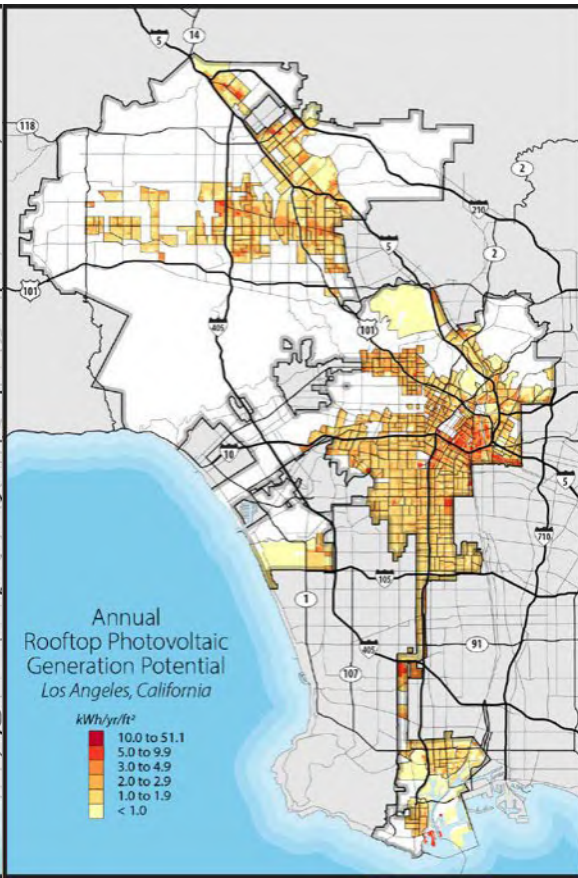 5
14
118
2
210
5
2
101
101
405
10
5
710
105
1
405
91
107
Annual
Rooftop Photovoltaic
Generation Potential
Los Angeles, California
kWh/yr/ft²
10.0 to 51.1
5.0 to 9.9
3.0 to 4.9
2.0 to 2.9
1.0 to 1.9
< 1.0